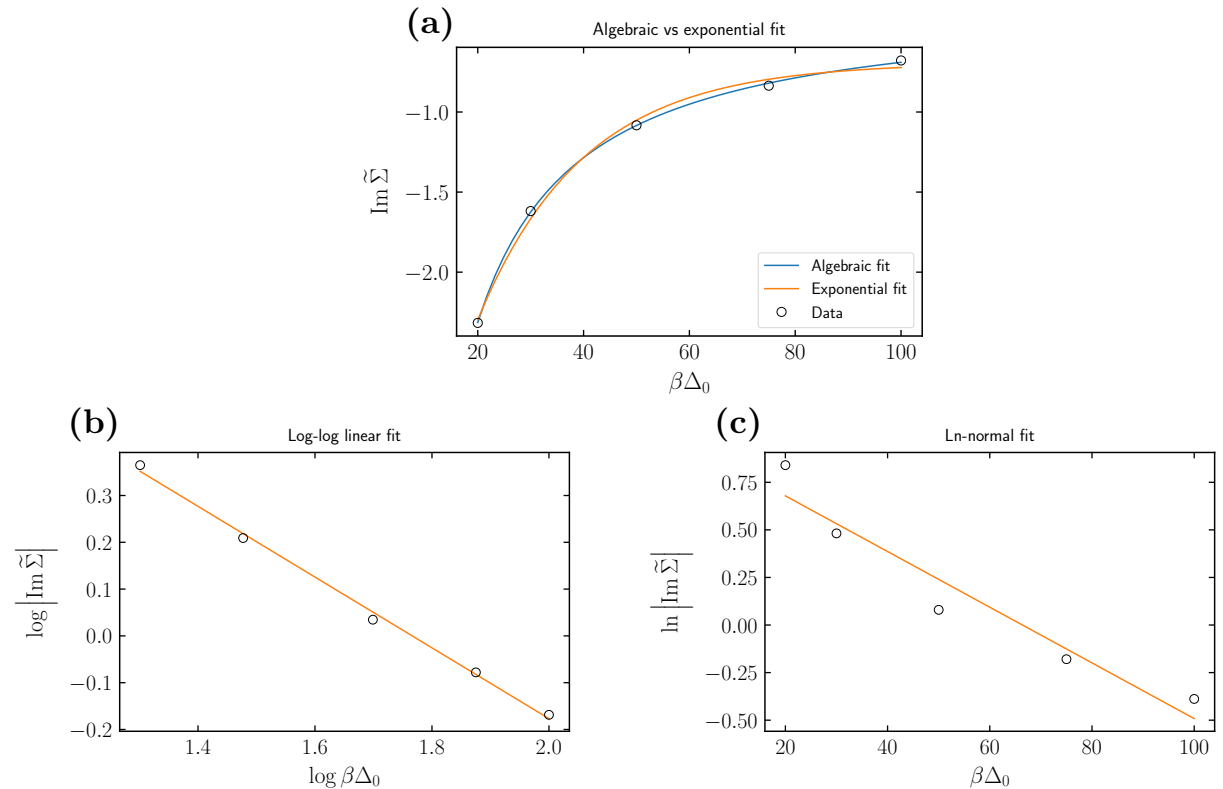 (a)
Algebraic vs exponential fit
−1.0
−1.5
−2.0
Im Σ̃
Algebraic fit
Exponential fit
Data
20 40 60 80 100
βΔ₀
(b)
Log-log linear fit
0.3
0.2
0.1
0.0
−0.1
−0.2
log |Im Σ̃|
1.4 1.6 1.8 2.0
log βΔ₀
(c)
Ln-normal fit
0.75
0.50
0.25
0.00
−0.25
−0.50
ln |Im Σ̃|
20 40 60 80 100
βΔ₀